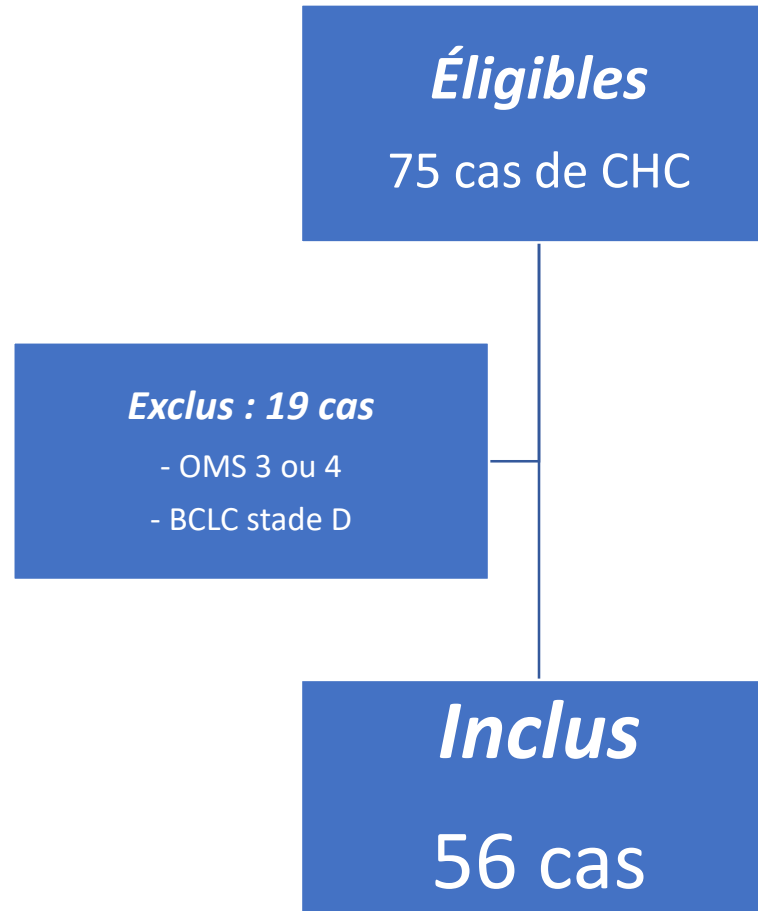 Éligibles
75 cas de CHC
Exclus : 19 cas
- OMS 3 ou 4
- BCLC stade D
Inclus
56 cas